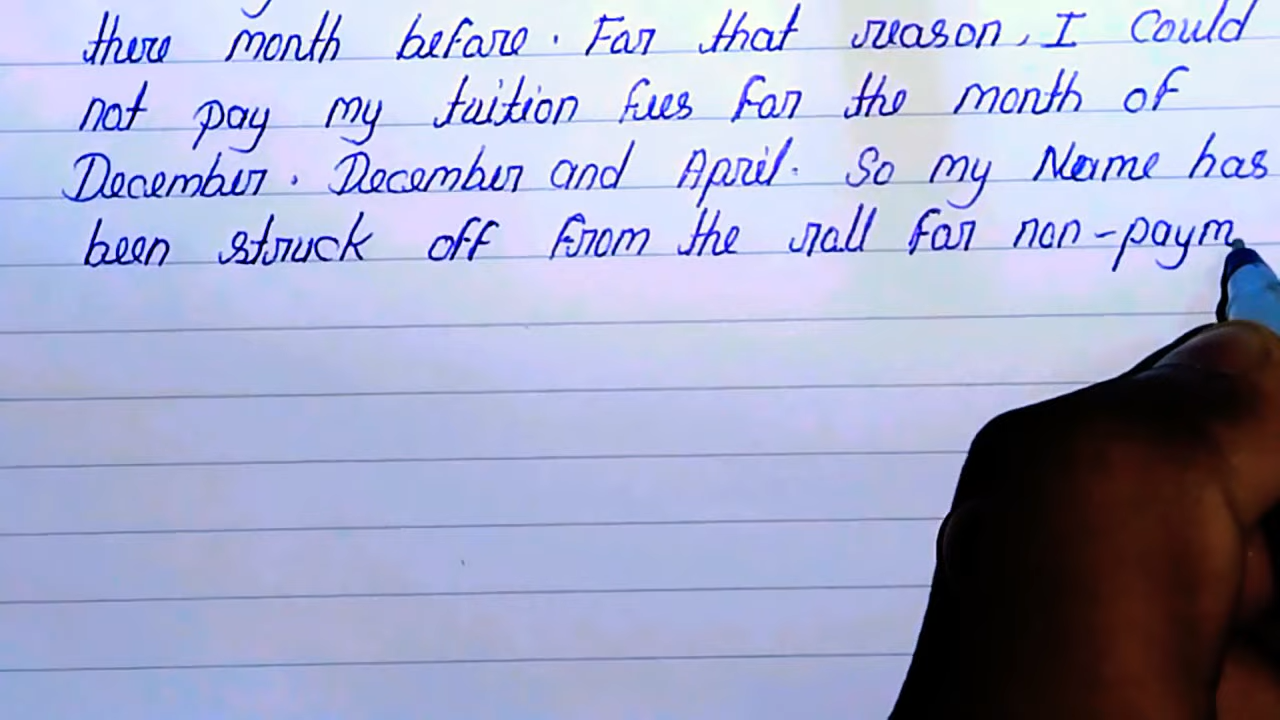 there month before. For that reason, I Could
not pay my tuition fees for the month of
December. December and April. So my Name has
been struck off from the roll for non-paym